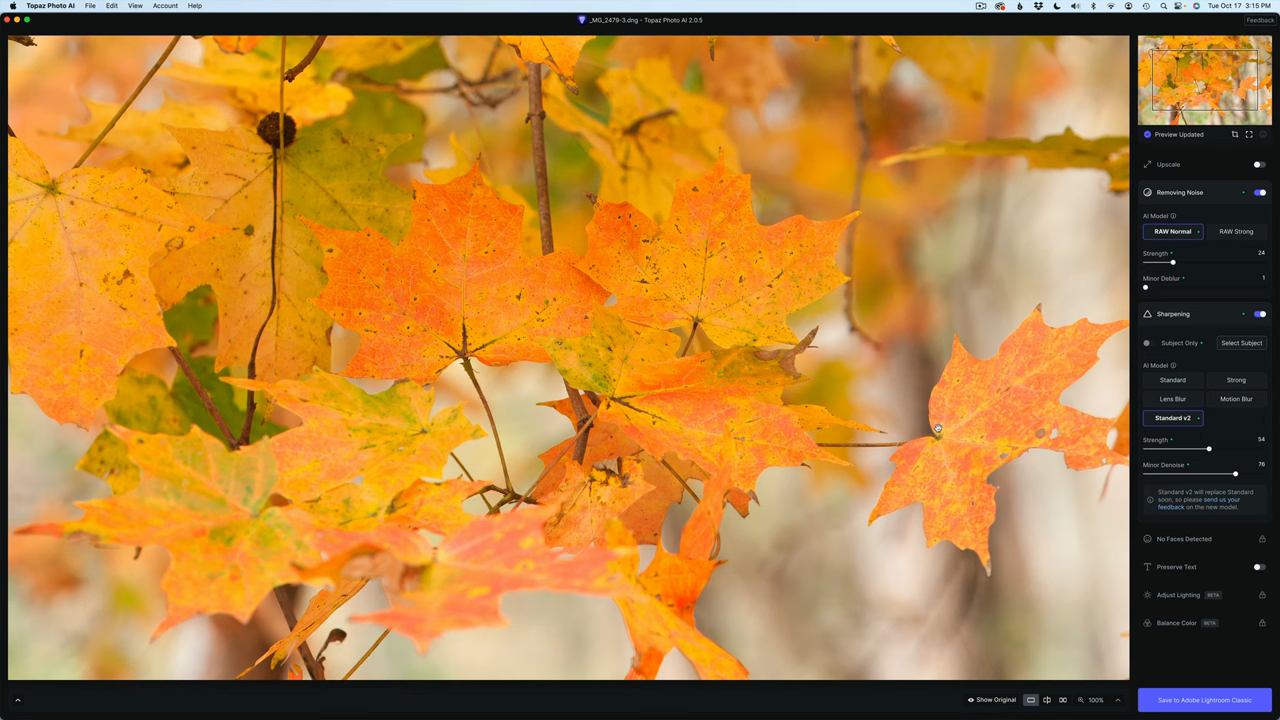 Topaz Photo AI File Edit View Account Help
Tue Oct 17 3:15 PM
_MG_2479-3.dng - Topaz Photo AI 2.0.5
Feedback
Preview Updated
Upscale
Removing Noise
AI Model
RAW Normal RAW Strong
Strength 24
Minor Deblur 1
Sharpening
Subject Only Select Subject
AI Model
Standard Strong
Lens Blur Motion Blur
Standard v2
Strength 54
Minor Denoise 76
Standard v2 will replace Standard
soon, so please send us your
feedback on the new model.
No Faces Detected
Preserve Text
Adjust Lighting BETA
Balance Color BETA
Show Original 100%
Save to Adobe Lightroom Classic